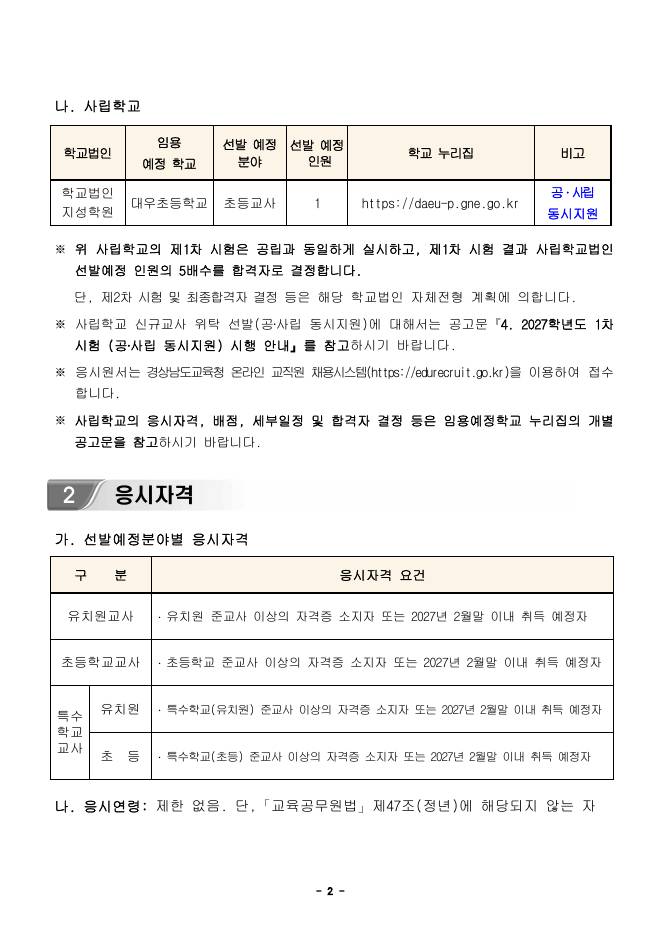 나. 사립학교
학교법인 임용 예정 학교 선발 예정 분야 선발 예정 인원 학교 누리집 비고
학교법인 지성학원 대우초등학교 초등교사 1 https://daeu-p.gne.go.kr 공·사립 동시지원
※ 위 사립학교의 제1차 시험은 공립과 동일하게 실시하고, 제1차 시험 결과 사립학교법인
선발예정 인원의 5배수를 합격자로 결정합니다.
단, 제2차 시험 및 최종합격자 결정 등은 해당 학교법인 자체전형 계획에 의합니다.
※ 사립학교 신규교사 위탁 선발(공·사립 동시지원)에 대해서는 공고문『4. 2027학년도 1차
시험 (공·사립 동시지원) 시행 안내』를 참고하시기 바랍니다.
※ 응시원서는 경상남도교육청 온라인 교직원 채용시스템(https://edurecruit.go.kr)을 이용하여 접수
합니다.
※ 사립학교의 응시자격, 배점, 세부일정 및 합격자 결정 등은 임용예정학교 누리집의 개별
공고문을 참고하시기 바랍니다.
2 응시자격
가. 선발예정분야별 응시자격
구 분 응시자격 요건
유치원교사 · 유치원 준교사 이상의 자격증 소지자 또는 2027년 2월말 이내 취득 예정자
초등학교교사 · 초등학교 준교사 이상의 자격증 소지자 또는 2027년 2월말 이내 취득 예정자
특수학교교사 유치원 · 특수학교(유치원) 준교사 이상의 자격증 소지자 또는 2027년 2월말 이내 취득 예정자
초 등 · 특수학교(초등) 준교사 이상의 자격증 소지자 또는 2027년 2월말 이내 취득 예정자
나. 응시연령: 제한 없음. 단,「교육공무원법」제47조(정년)에 해당되지 않는 자
- 2 -